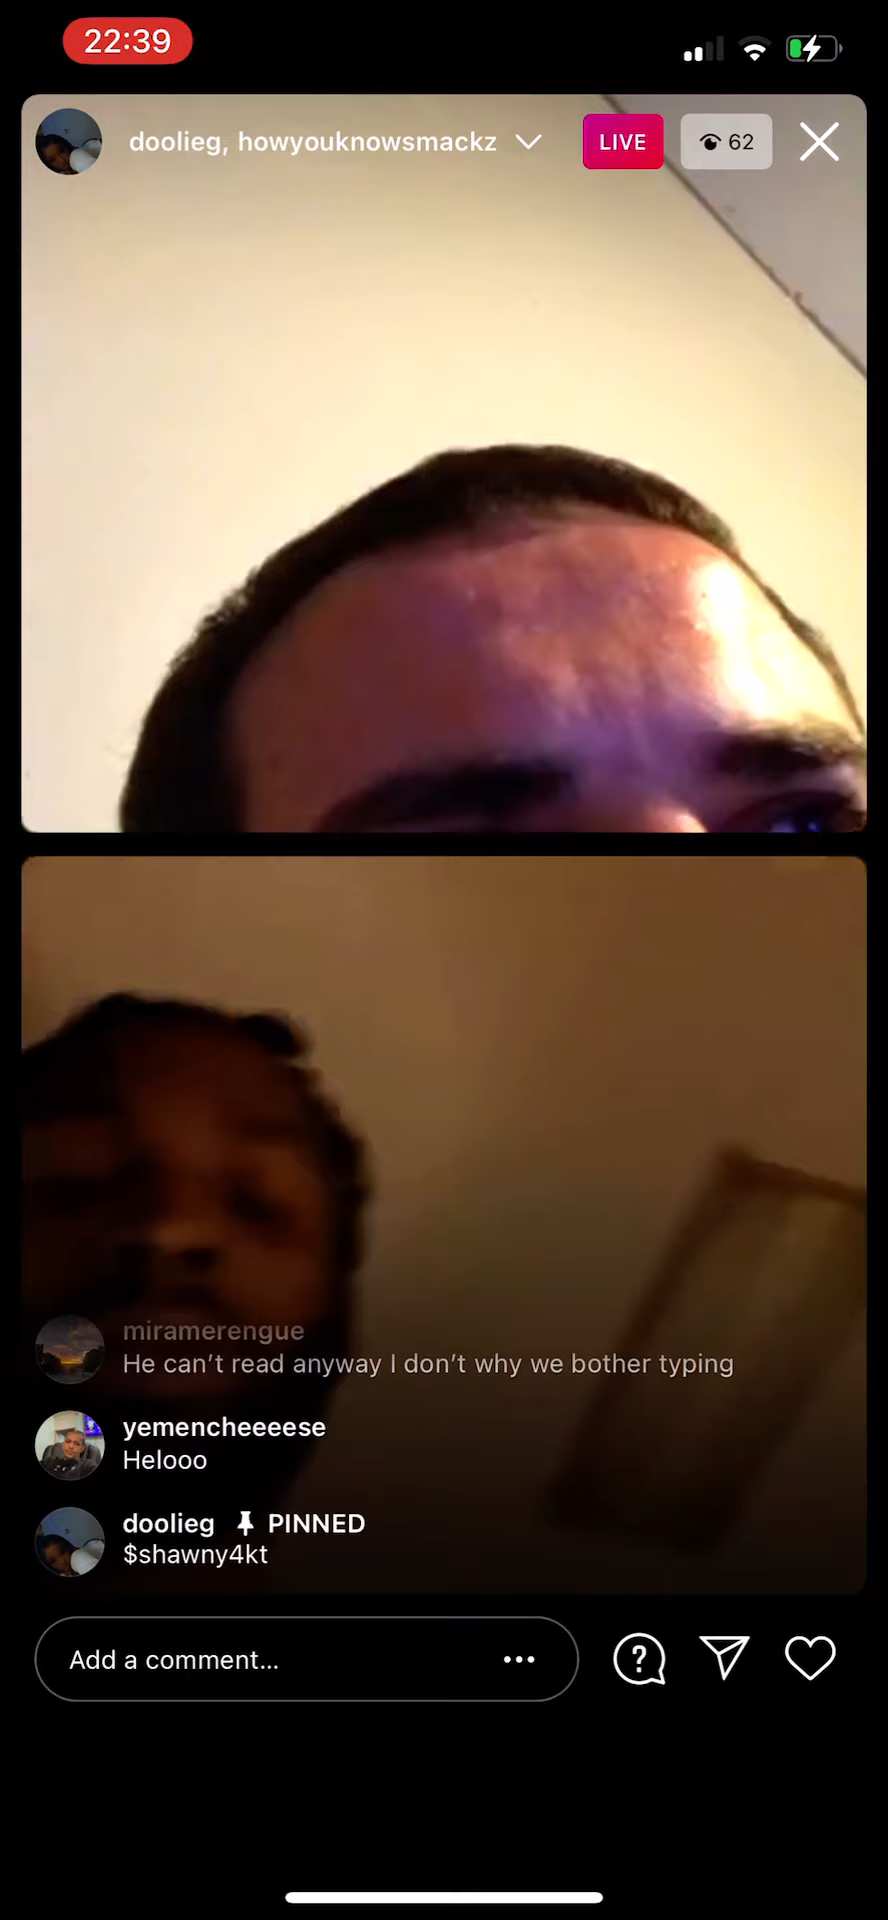 22:39
doolieg, howyouknowsmackz
LIVE
62
miramerengue
He can’t read anyway I don’t why we bother typing
yemencheeeese
Helooo
doolieg PINNED
$shawny4kt
Add a comment...